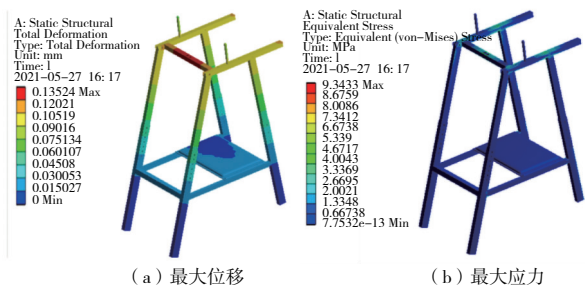 A: Static Structural
Total Deformation
Type: Total Deformation
Unit: mm
Time: 1
2021-05-27 16: 17
0.13524 Max
0.12021
0.10519
0.09016
0.075134
0.060107
0.04508
0.030053
0.015027
0 Min
(a)最大位移
A: Static Structural
Equivalent Stress
Type: Equivalent (von-Mises) Stress
Unit: MPa
Time: 1
2021-05-27 16: 17
9.3433 Max
8.6759
8.0086
7.3412
6.6738
5.339
4.6717
4.0043
3.3369
2.6695
2.0021
1.3348
0.66738
7.7532e-13 Min
(b)最大应力